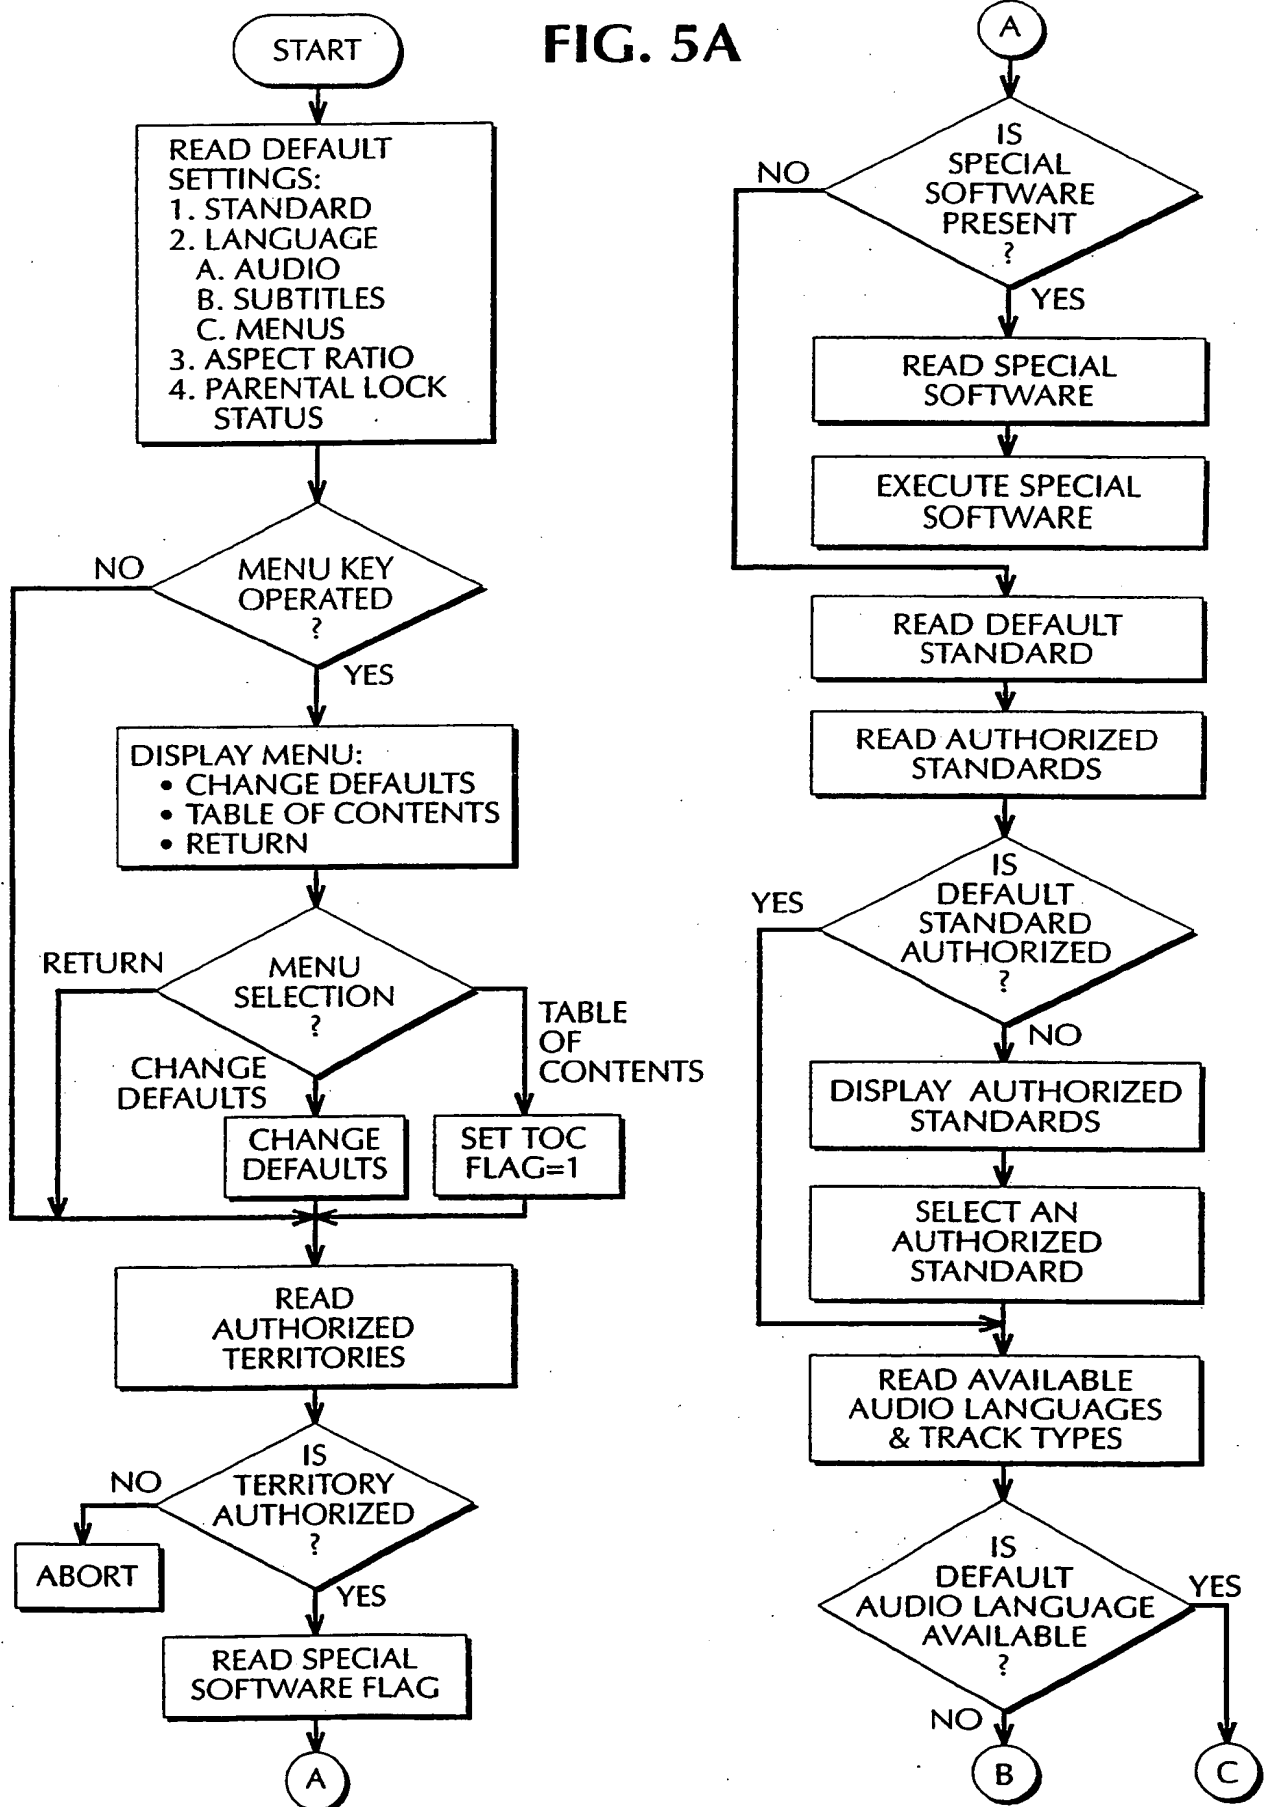 FIG. 5A
START
READ DEFAULT
SETTINGS:
1. STANDARD
2. LANGUAGE
A. AUDIO
B. SUBTITLES
C. MENUS
3. ASPECT RATIO
4. PARENTAL LOCK
STATUS
MENU KEY
OPERATED
?
NO
YES
DISPLAY MENU:
• CHANGE DEFAULTS
• TABLE OF CONTENTS
• RETURN
MENU
SELECTION
?
RETURN
CHANGE
DEFAULTS
TABLE
OF
CONTENTS
CHANGE
DEFAULTS
SET TOC
FLAG=1
READ
AUTHORIZED
TERRITORIES
IS
TERRITORY
AUTHORIZED
?
NO
ABORT
YES
READ SPECIAL
SOFTWARE FLAG
A
A
IS
SPECIAL
SOFTWARE
PRESENT
?
NO
YES
READ SPECIAL
SOFTWARE
EXECUTE SPECIAL
SOFTWARE
READ DEFAULT
STANDARD
READ AUTHORIZED
STANDARDS
IS
DEFAULT
STANDARD
AUTHORIZED
?
YES
NO
DISPLAY AUTHORIZED
STANDARDS
SELECT AN
AUTHORIZED
STANDARD
READ AVAILABLE
AUDIO LANGUAGES
& TRACK TYPES
IS
DEFAULT
AUDIO LANGUAGE
AVAILABLE
?
YES
NO
B
C